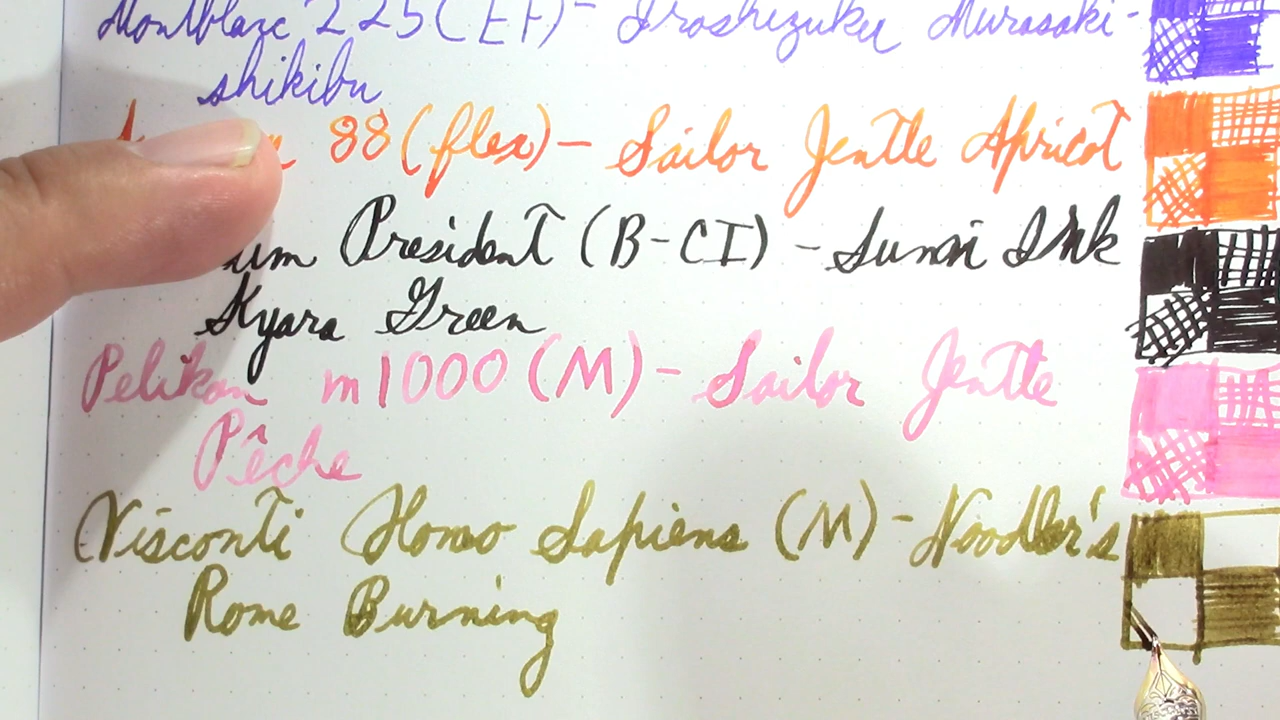 Montblanc 225 (EF) - Iroshizuku Murasaki-
shikibu
88 (flex) - Sailor Jentle Apricot
President (B-CI) - Sumi Ink
Kyara Green
Pelikan m1000 (M) - Sailor Jentle
Pêche
Visconti Homo Sapiens (M) - Noodler's
Rome Burning